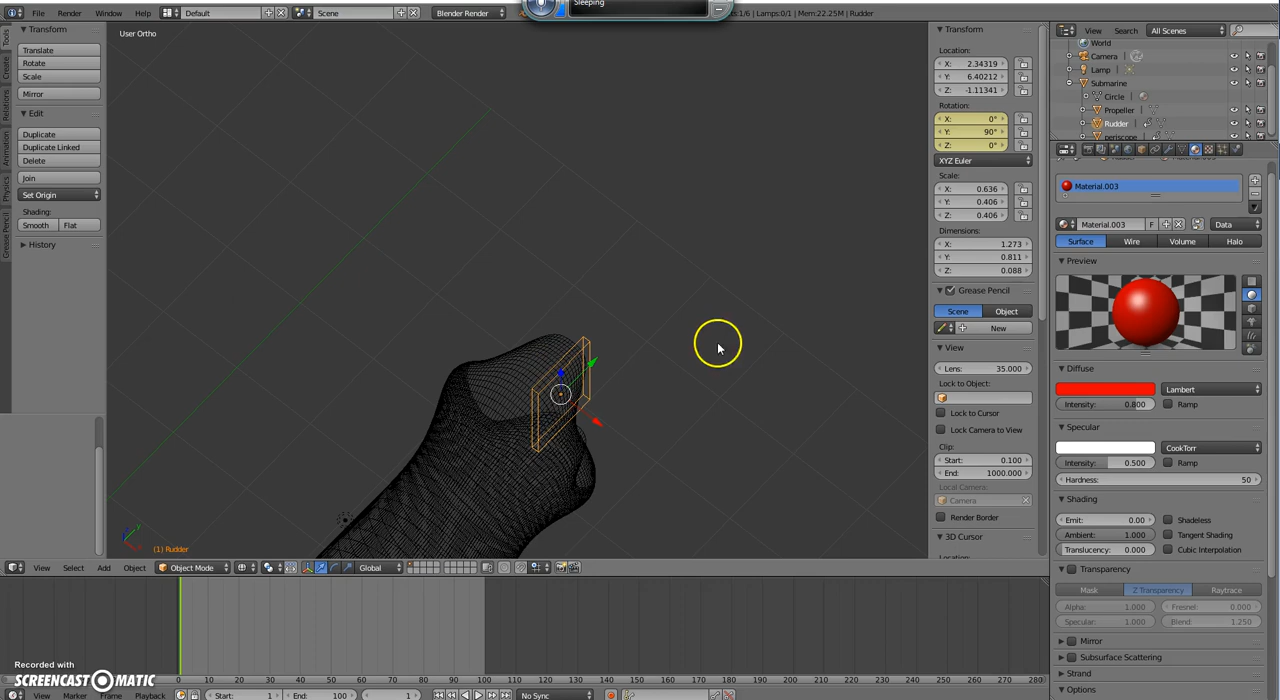 Sleeping
File Render Window Help Default Scene Blender Render ts:1/6 | Lamps:0/1 | Mem:22.25M | Rudder
Tools
Create
Relations
Animation
Physics
Grease Pencil
Transform
Translate
Rotate
Scale
Mirror
Edit
Duplicate
Duplicate Linked
Delete
Join
Set Origin
Shading:
Smooth Flat
History
User Ortho
(1) Rudder
Transform
Location:
X: 2.34319
Y: 6.40212
Z: -1.11341
Rotation:
X: 0°
Y: 90°
Z: 0°
XYZ Euler
Scale:
X: 0.636
Y: 0.406
Z: 0.406
Dimensions:
X: 1.273
Y: 0.811
Z: 0.088
Grease Pencil
Scene Object
New
View
Lens: 35.000
Lock to Object:
Lock to Cursor
Lock Camera to View
Clip:
Start: 0.100
End: 1000.000
Local Camera:
Camera
Render Border
3D Cursor
Location:
View Search All Scenes
World
Camera
Lamp
Submarine
Circle
Propeller
Rudder
periscope
Material.003
Material.003 F Data
Surface Wire Volume Halo
Preview
Diffuse
Lambert
Intensity: 0.800 Ramp
Specular
CookTorr
Intensity: 0.500 Ramp
Hardness: 50
Shading
Emit: 0.00 Shadeless
Ambient: 1.000 Tangent Shading
Translucency: 0.000 Cubic Interpolation
Transparency
Mask Z Transparency Raytrace
Alpha: 1.000 Fresnel: 0.000
Specular: 1.000 Blend: 1.250
Mirror
Subsurface Scattering
Strand
Options
View Select Add Object Object Mode Global
0 10 20 30 40 50 60 70 80 90 100 110 120 130 140 150 160 170 180 190 200 210 220 230 240 250 260 270 280
View Marker Frame Playback Start: 1 End: 100 1 No Sync
Recorded with
SCREENCAST MATIC